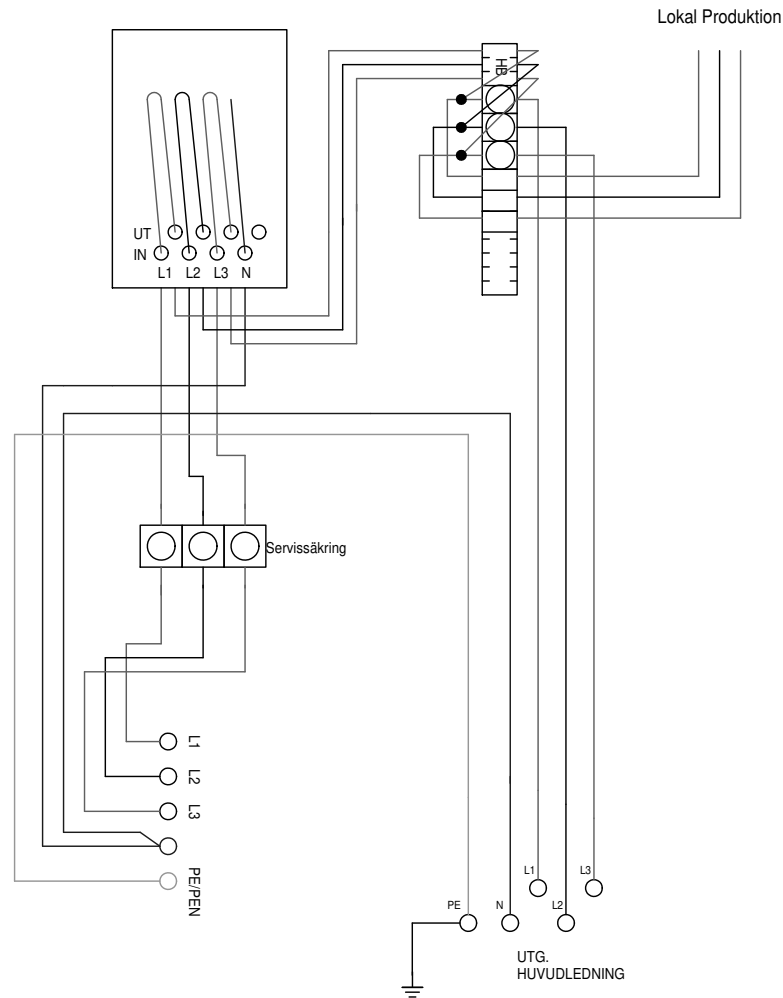 Lokal Produktion
HB
UT
IN
L1 L2 L3 N
Servissäkring
L1
L2
L3
PE/PEN
L1 L3
PE N L2
UTG.
HUVUDLEDNING